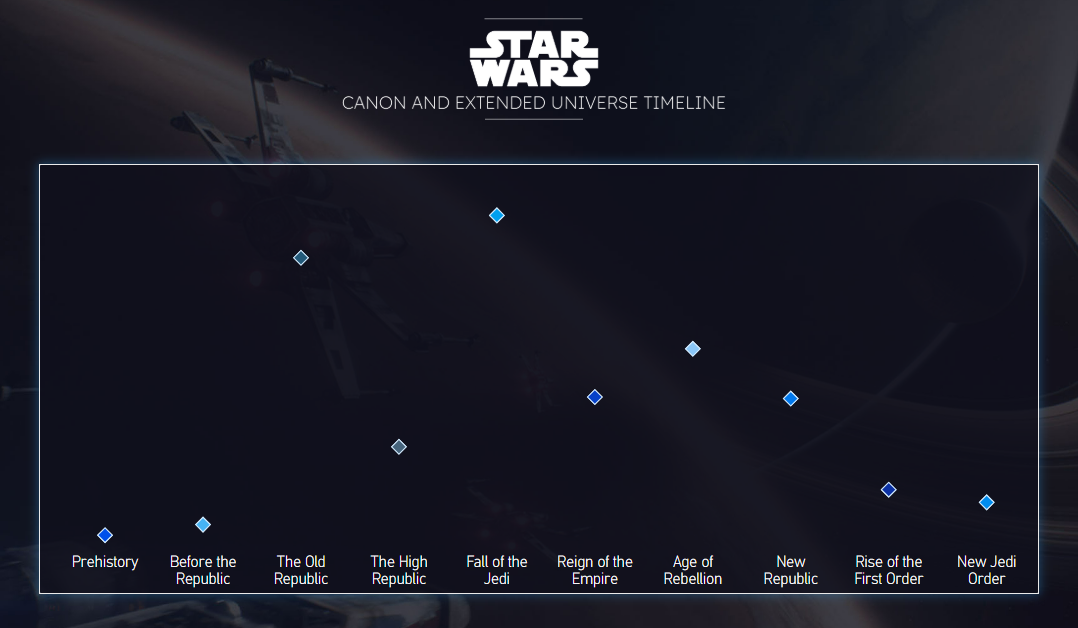 STAR
WARS
CANON AND EXTENDED UNIVERSE TIMELINE
Prehistory
Before the
Republic
The Old
Republic
The High
Republic
Fall of the
Jedi
Reign of the
Empire
Age of
Rebellion
New
Republic
Rise of the
First Order
New Jedi
Order